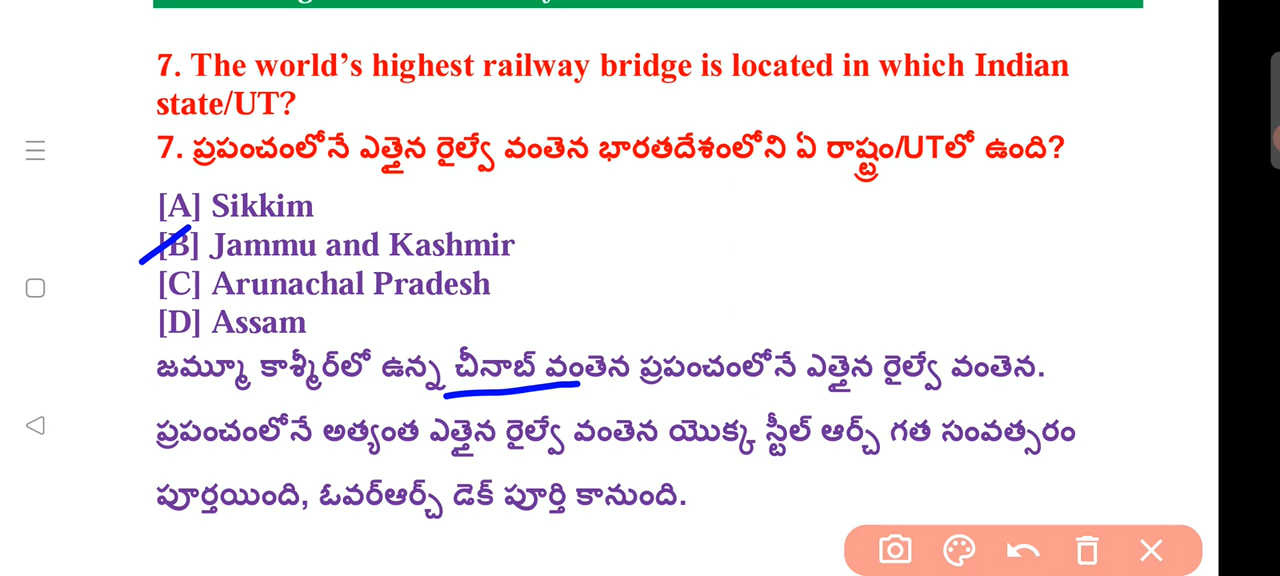 7. The world's highest railway bridge is located in which Indian
state/UT?
7. ప్రపంచంలోనే ఎత్తైన రైల్వే వంతెన భారతదేశంలోని ఏ రాష్ట్రం/UTలో ఉంది?
[A] Sikkim
[B] Jammu and Kashmir
[C] Arunachal Pradesh
[D] Assam
జమ్మూ కాశ్మీర్‌లో ఉన్న చీనాబ్ వంతెన ప్రపంచంలోనే ఎత్తైన రైల్వే వంతెన.
ప్రపంచంలోనే అత్యంత ఎత్తైన రైల్వే వంతెన యొక్క స్టీల్ ఆర్చ్ గత సంవత్సరం
పూర్తయింది, ఓవర్‌ఆర్చ్ డెక్ పూర్తి కానుంది.